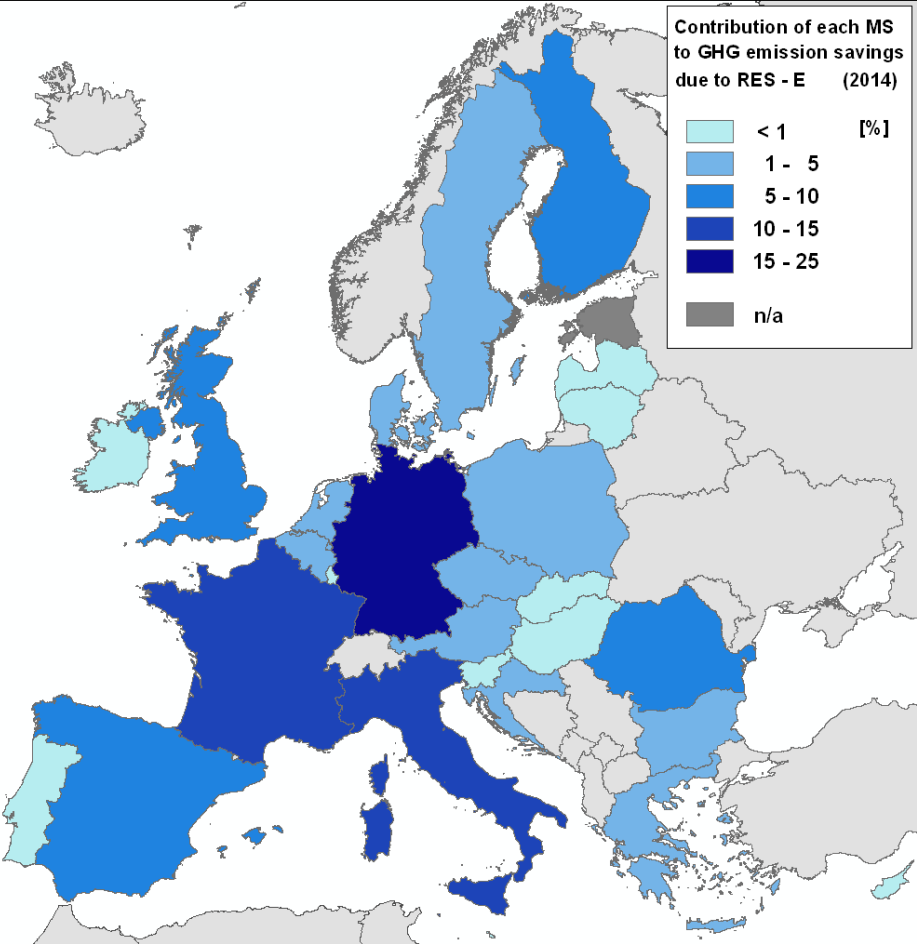 Contribution of each MS
to GHG emission savings
due to RES - E (2014)
< 1 [%]
1 - 5
5 - 10
10 - 15
15 - 25
n/a